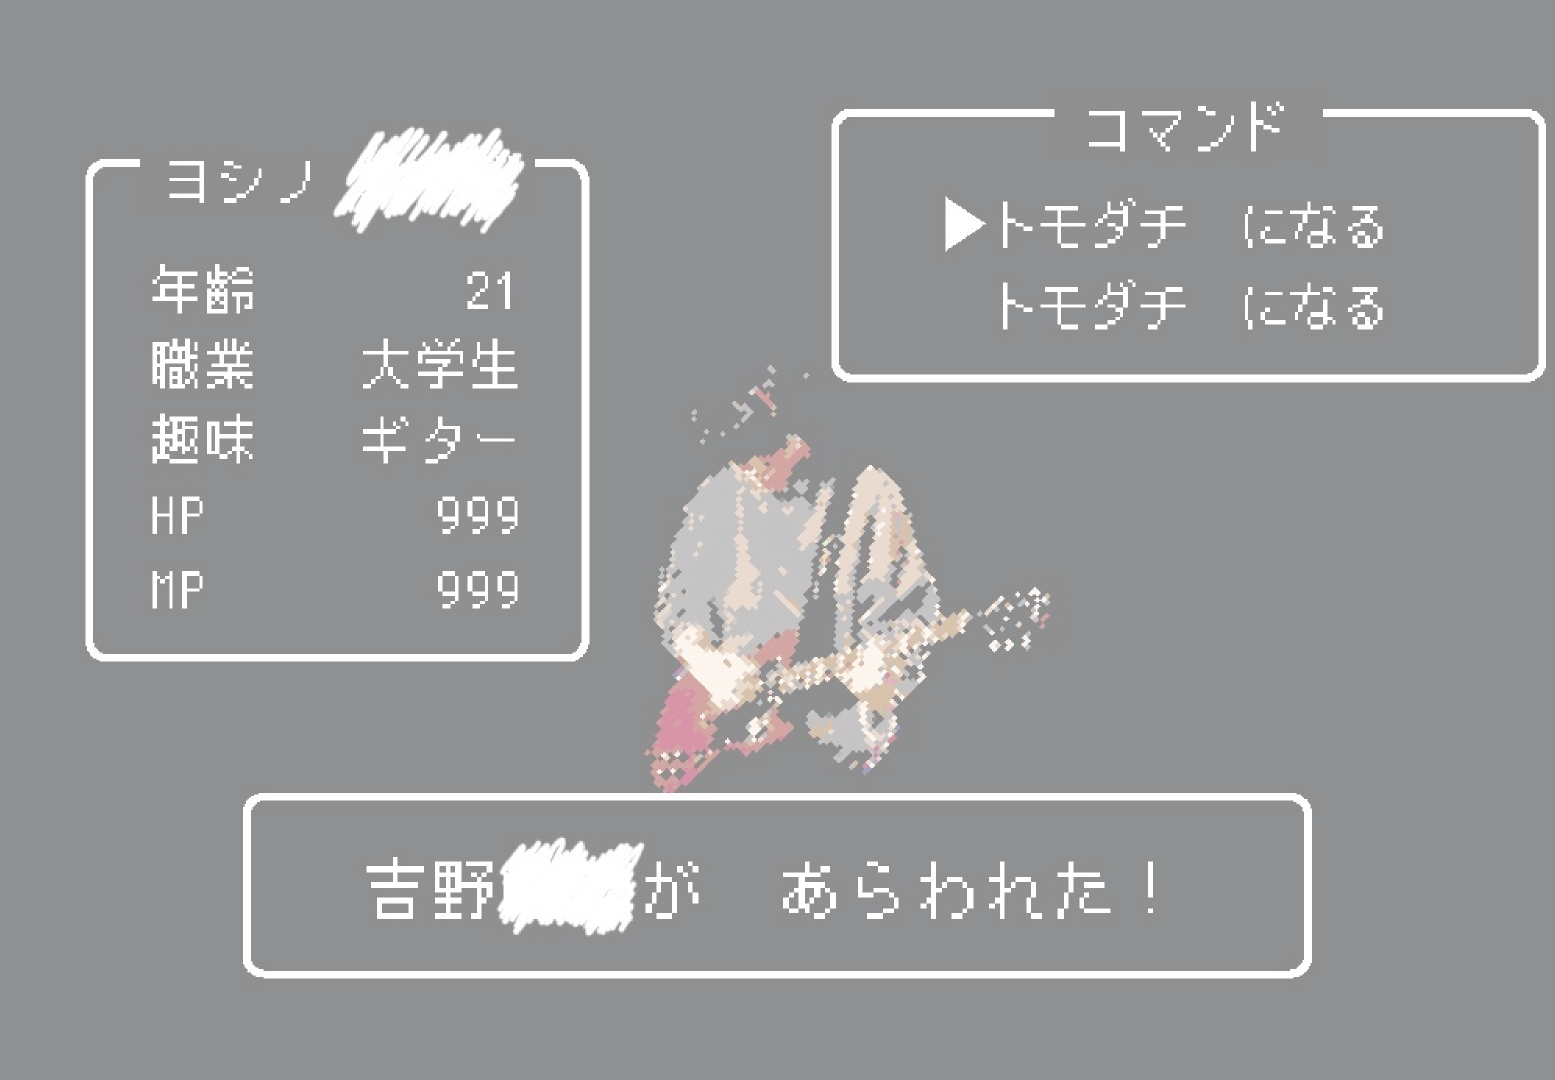 ヨシノ
年齢 21
職業 大学生
趣味 ギター
HP 999
MP 999
コマンド
▶トモダチ になる
トモダチ になる
吉野が あらわれた！